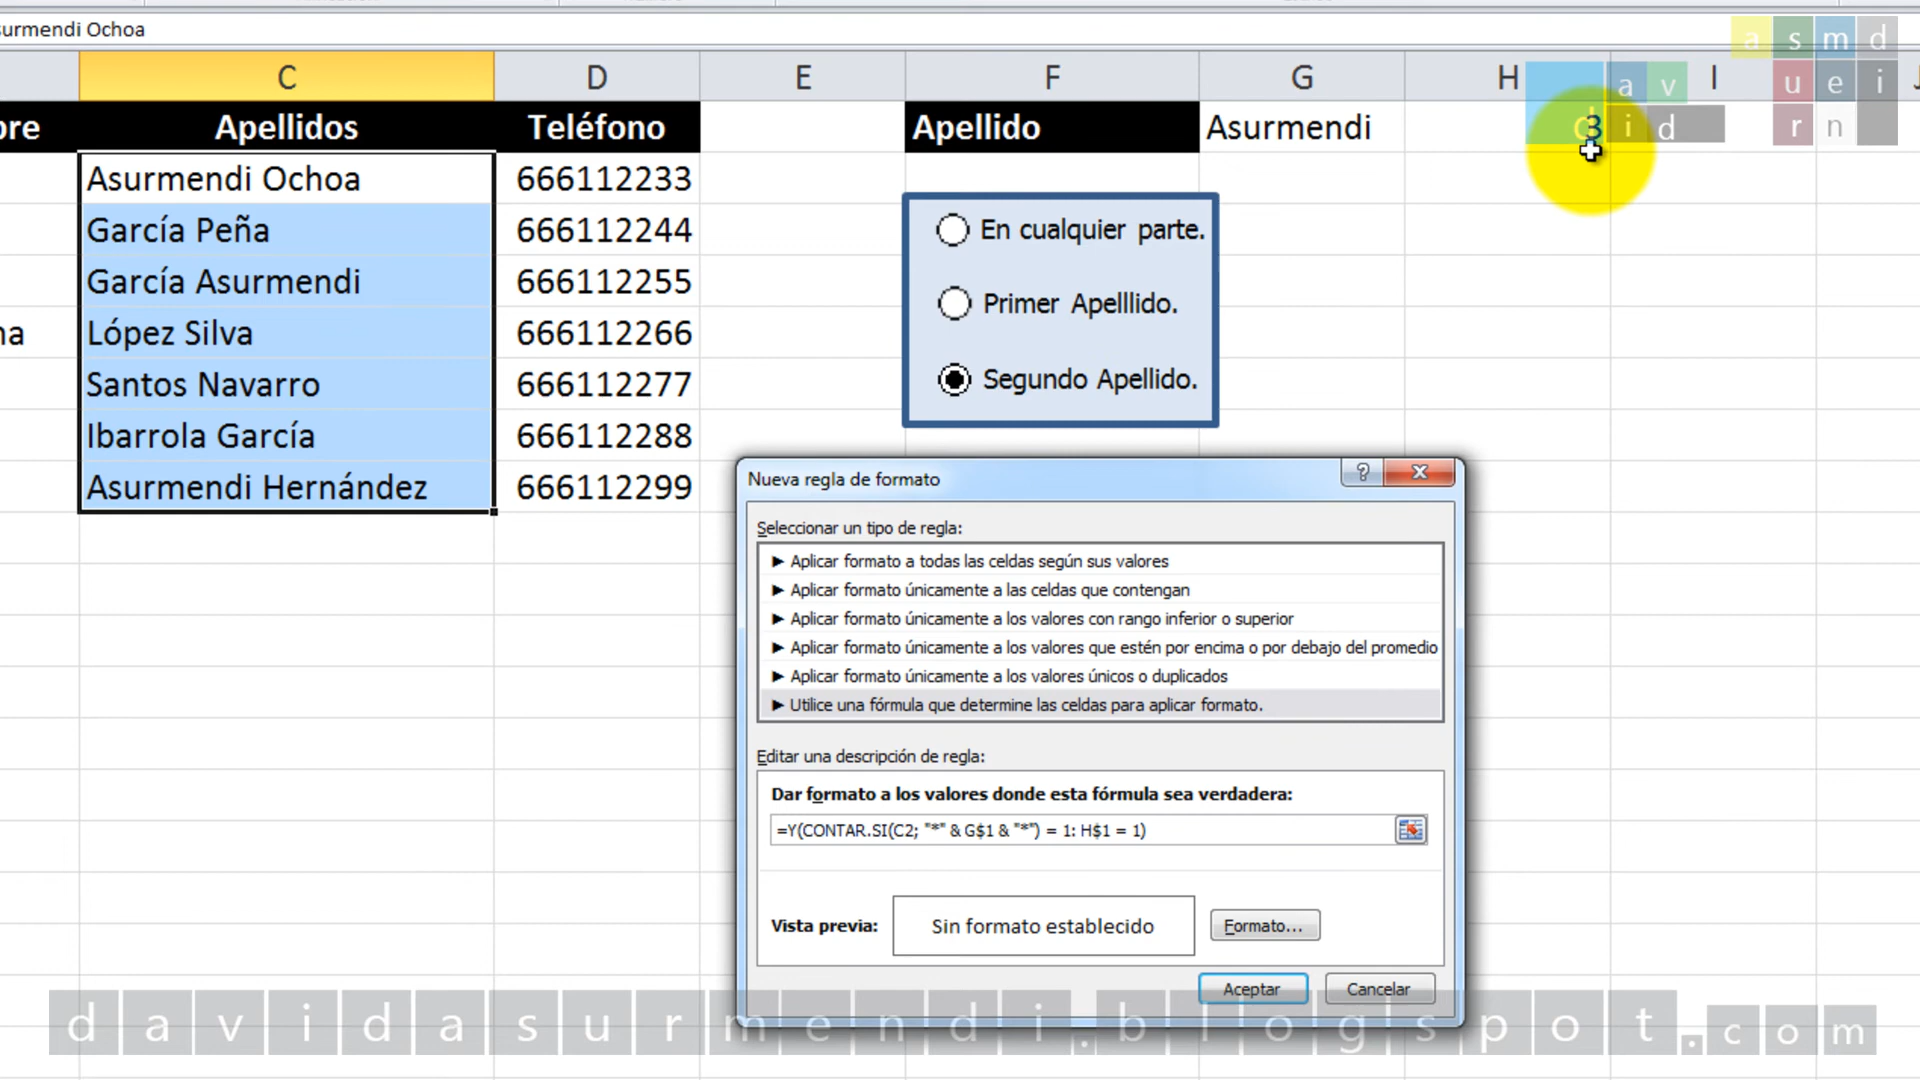 surmendi Ochoa
C D E F G H I J
bre Apellidos Teléfono Apellido Asurmendi 3
Asurmendi Ochoa 666112233
García Peña 666112244
García Asurmendi 666112255
na López Silva 666112266
Santos Navarro 666112277
Ibarrola García 666112288
Asurmendi Hernández 666112299
En cualquier parte.
Primer Apelllido.
Segundo Apellido.
Nueva regla de formato
Seleccionar un tipo de regla:
► Aplicar formato a todas las celdas según sus valores
► Aplicar formato únicamente a las celdas que contengan
► Aplicar formato únicamente a los valores con rango inferior o superior
► Aplicar formato únicamente a los valores que estén por encima o por debajo del promedio
► Aplicar formato únicamente a los valores únicos o duplicados
► Utilice una fórmula que determine las celdas para aplicar formato.
Editar una descripción de regla:
Dar formato a los valores donde esta fórmula sea verdadera:
=Y(CONTAR.SI(C2; "*" & G$1 & "*") = 1: H$1 = 1)
Vista previa: Sin formato establecido Formato...
Aceptar Cancelar
a s m d
a v u e i
d i d r n
davidasurmendi.blogspot.com